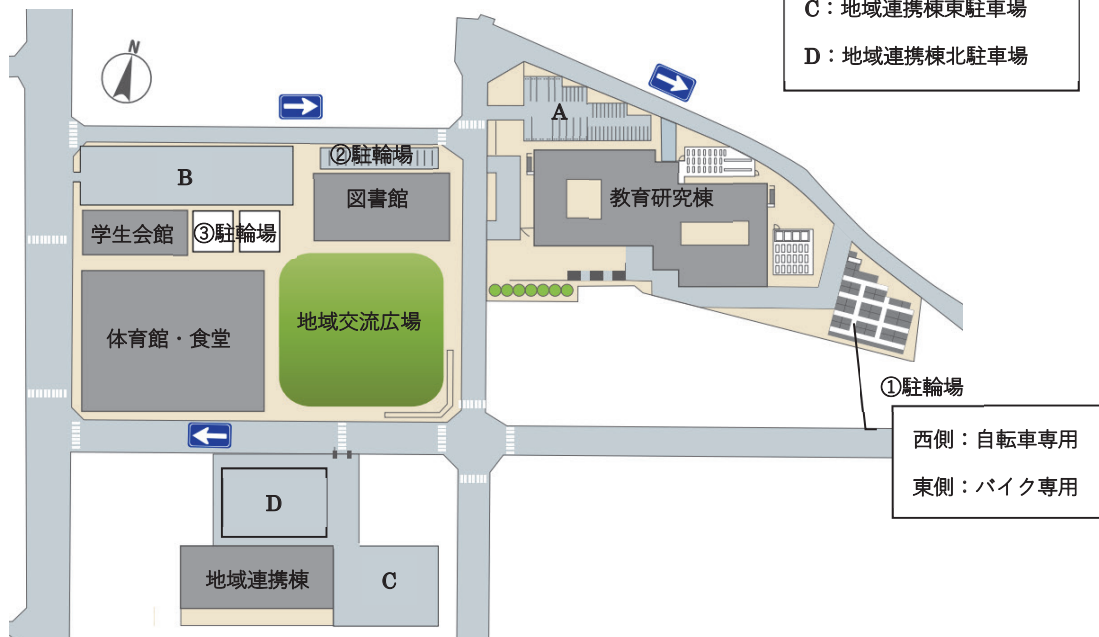 C：地域連携棟東駐車場
D：地域連携棟北駐車場
N
A
②駐輪場
B
図書館
教育研究棟
学生会館
③駐輪場
地域交流広場
体育館・食堂
①駐輪場
西側：自転車専用
東側：バイク専用
D
地域連携棟
C